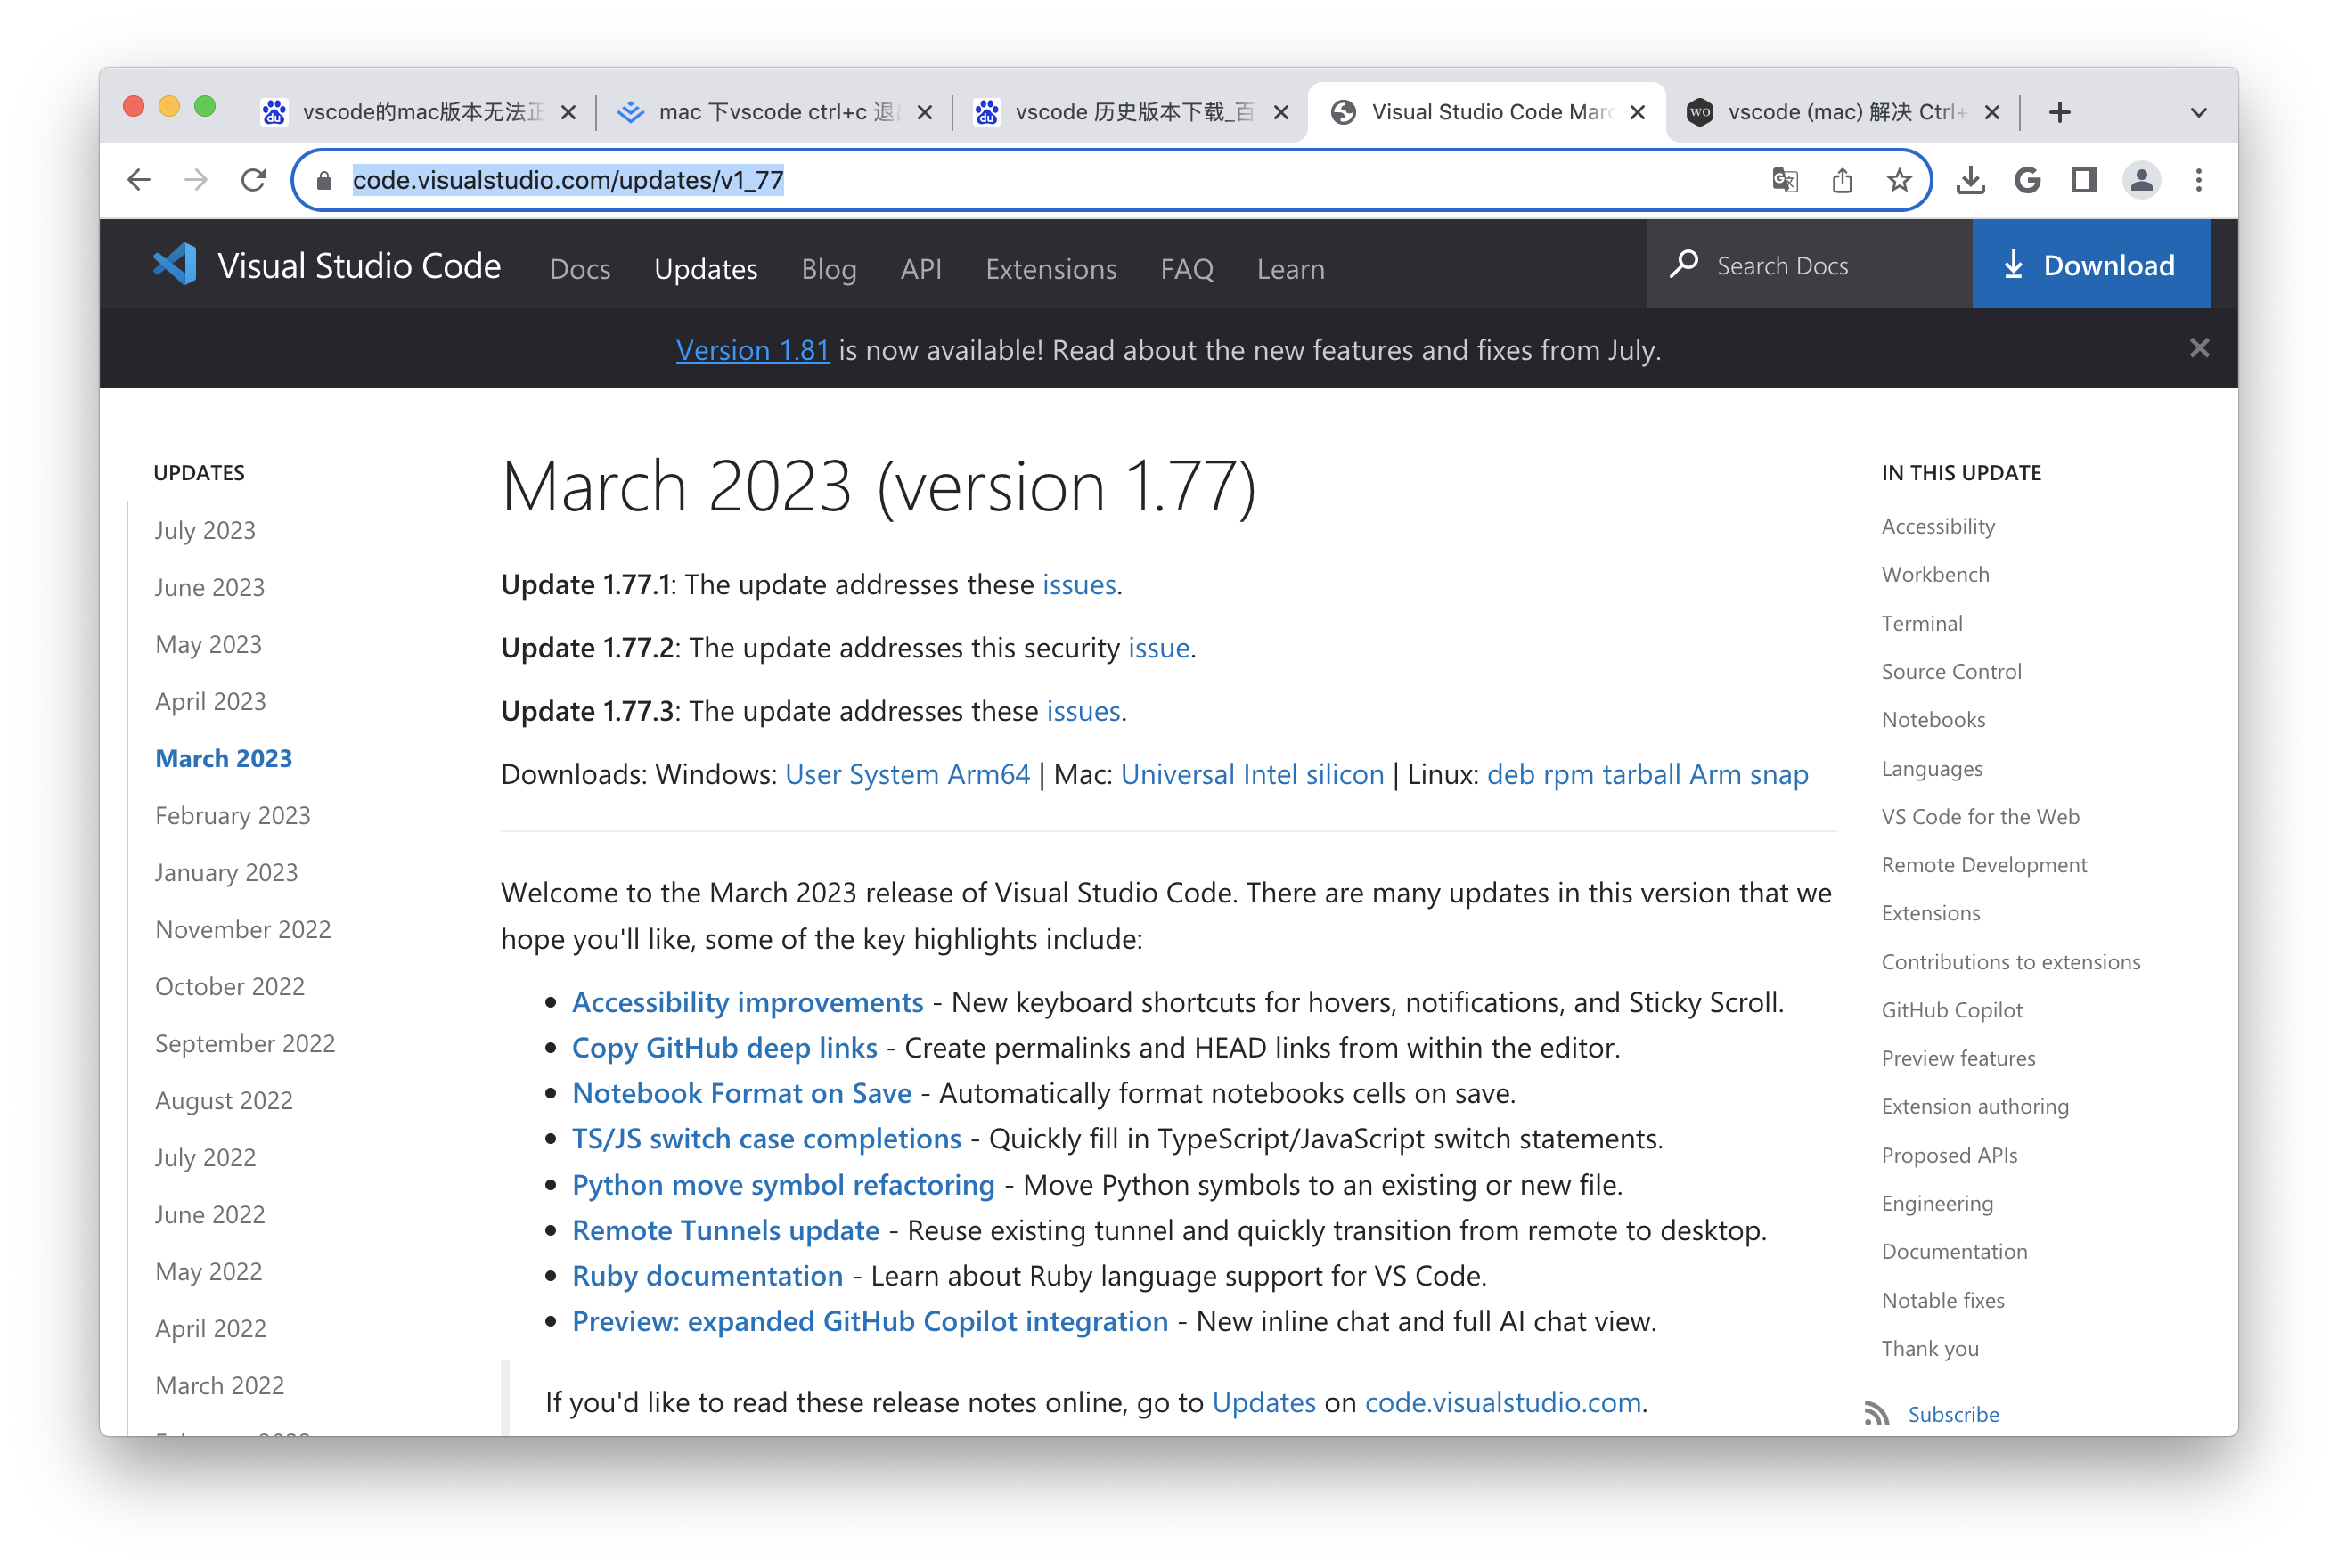 vscode的mac版本无法正
mac 下vscode ctrl+c 退
vscode 历史版本下载_百
Visual Studio Code Marc
vscode (mac) 解决 Ctrl+
code.visualstudio.com/updates/v1_77
Visual Studio Code
Docs
Updates
Blog
API
Extensions
FAQ
Learn
Search Docs
Download
Version 1.81 is now available! Read about the new features and fixes from July.
UPDATES
July 2023
June 2023
May 2023
April 2023
March 2023
February 2023
January 2023
November 2022
October 2022
September 2022
August 2022
July 2022
June 2022
May 2022
April 2022
March 2022
March 2023 (version 1.77)
Update 1.77.1: The update addresses these issues.
Update 1.77.2: The update addresses this security issue.
Update 1.77.3: The update addresses these issues.
Downloads: Windows: User System Arm64 | Mac: Universal Intel silicon | Linux: deb rpm tarball Arm snap
Welcome to the March 2023 release of Visual Studio Code. There are many updates in this version that we
hope you'll like, some of the key highlights include:
• Accessibility improvements - New keyboard shortcuts for hovers, notifications, and Sticky Scroll.
• Copy GitHub deep links - Create permalinks and HEAD links from within the editor.
• Notebook Format on Save - Automatically format notebooks cells on save.
• TS/JS switch case completions - Quickly fill in TypeScript/JavaScript switch statements.
• Python move symbol refactoring - Move Python symbols to an existing or new file.
• Remote Tunnels update - Reuse existing tunnel and quickly transition from remote to desktop.
• Ruby documentation - Learn about Ruby language support for VS Code.
• Preview: expanded GitHub Copilot integration - New inline chat and full AI chat view.
If you'd like to read these release notes online, go to Updates on code.visualstudio.com.
IN THIS UPDATE
Accessibility
Workbench
Terminal
Source Control
Notebooks
Languages
VS Code for the Web
Remote Development
Extensions
Contributions to extensions
GitHub Copilot
Preview features
Extension authoring
Proposed APIs
Engineering
Documentation
Notable fixes
Thank you
Subscribe